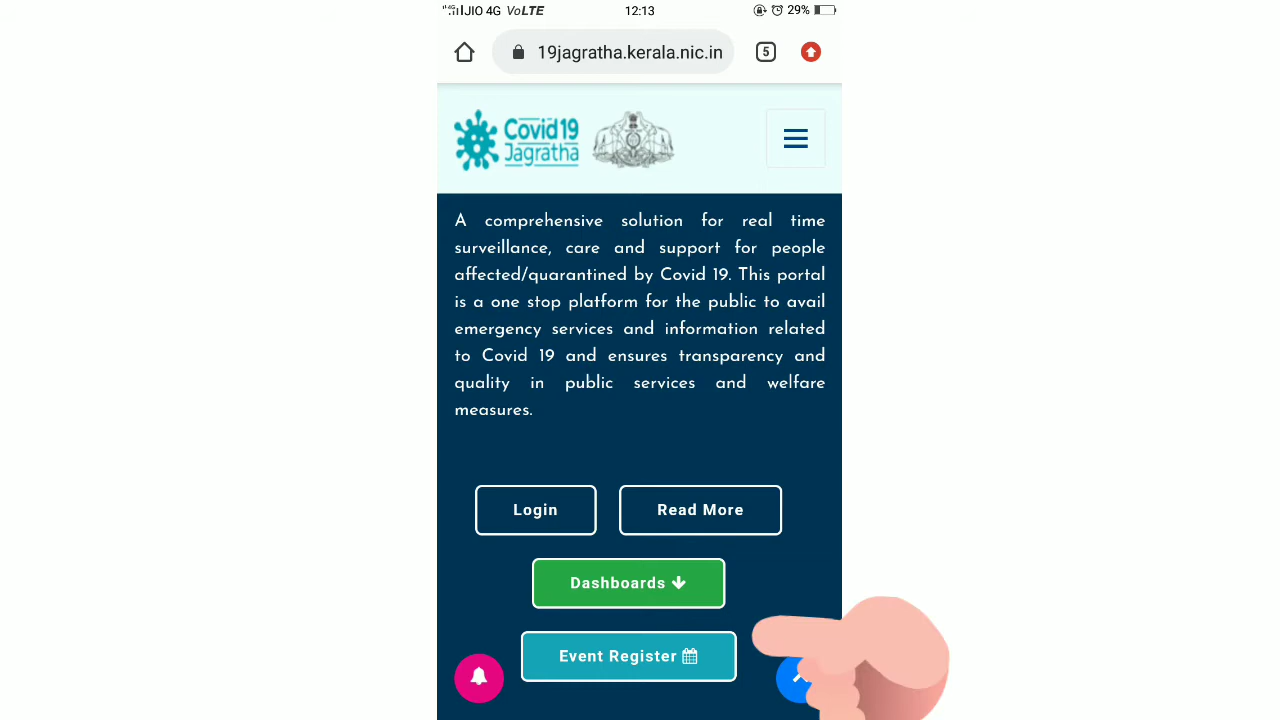 JIO 4G VoLTE 12:13 29%
19jagratha.kerala.nic.in 5
Covid19
Jagratha
A comprehensive solution for real time
surveillance, care and support for people
affected/quarantined by Covid 19. This portal
is a one stop platform for the public to avail
emergency services and information related
to Covid 19 and ensures transparency and
quality in public services and welfare
measures.
Login Read More
Dashboards
Event Register